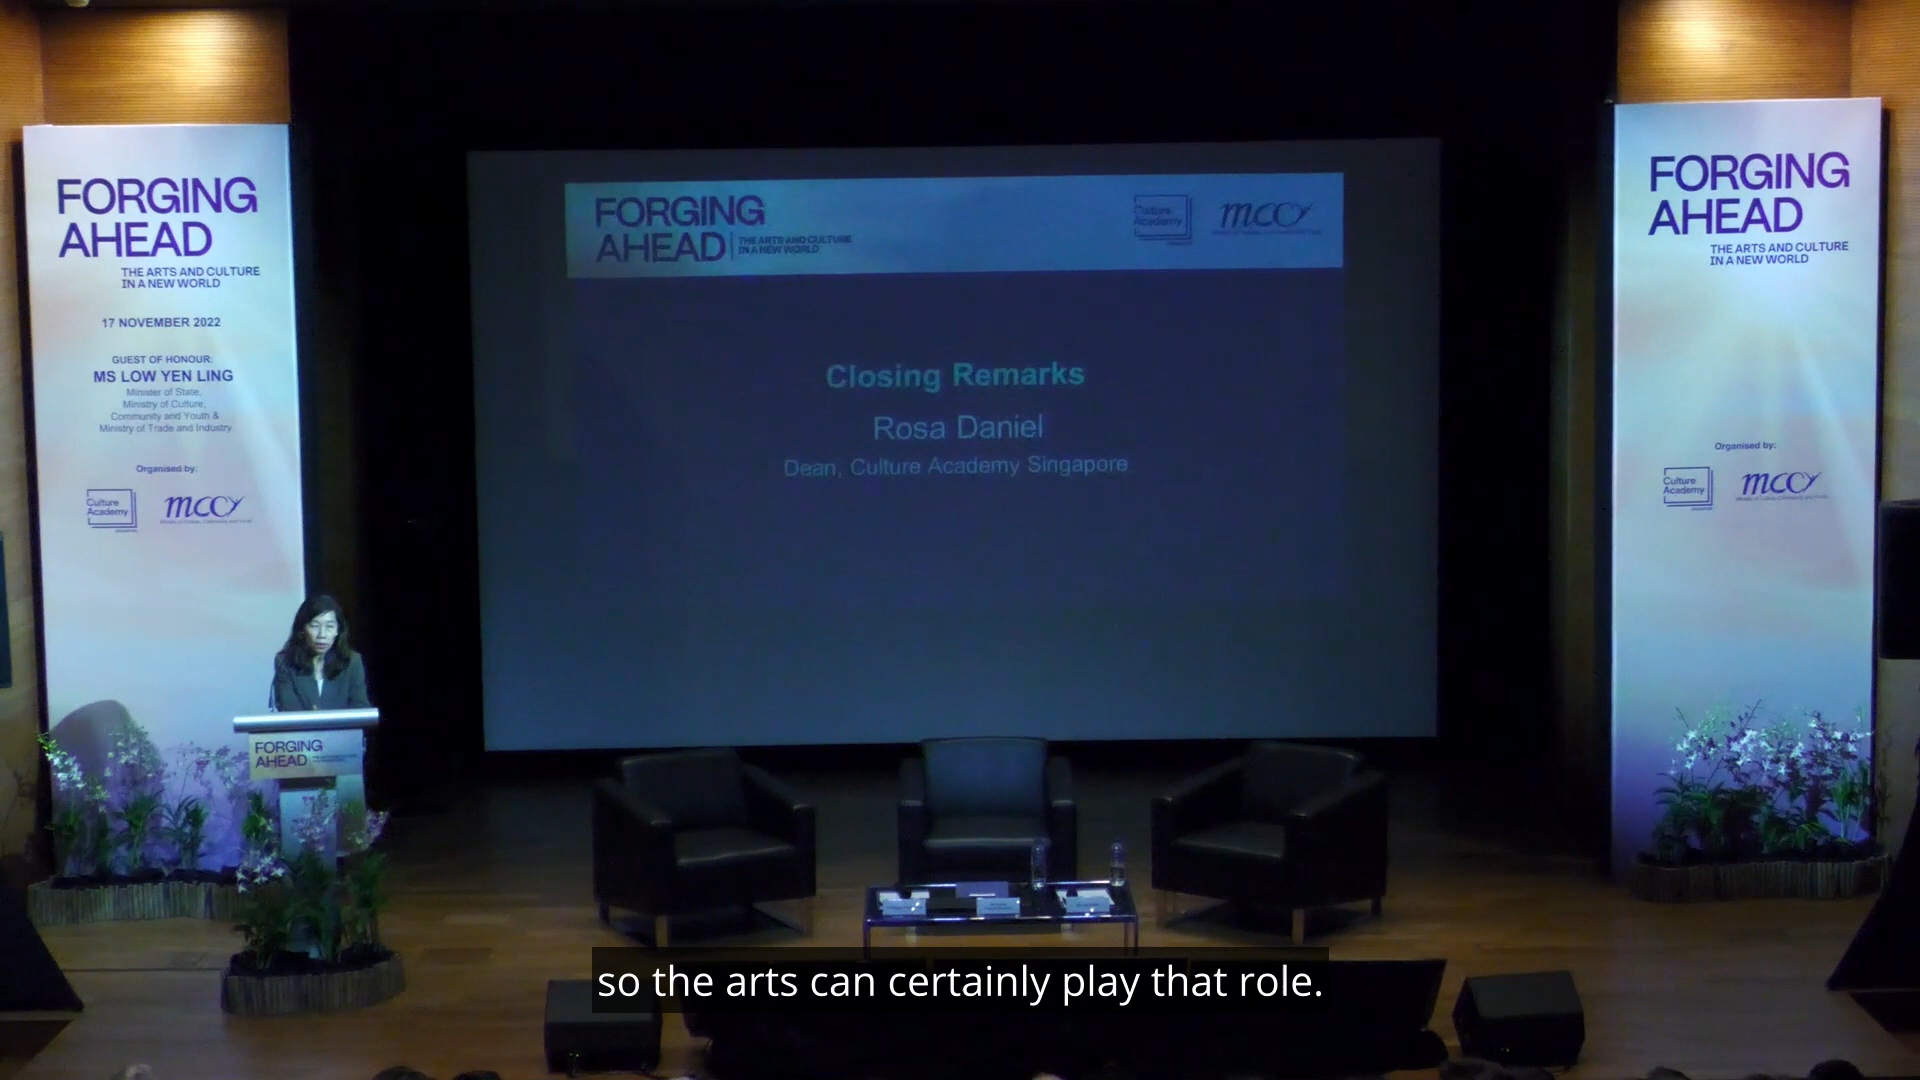 FORGING
AHEAD
THE ARTS AND CULTURE
IN A NEW WORLD
17 NOVEMBER 2022
GUEST OF HONOUR:
MS LOW YEN LING
Minister of State,
Ministry of Culture,
Community and Youth &
Ministry of Trade and Industry
Organised by:
Culture
Academy
mccy
FORGING
AHEAD
THE ARTS AND CULTURE
IN A NEW WORLD
Culture
Academy
mccy
Closing Remarks
Rosa Daniel
Dean, Culture Academy Singapore
FORGING
AHEAD
THE ARTS AND CULTURE
IN A NEW WORLD
Organised by:
Culture
Academy
mccy
FORGING
AHEAD
so the arts can certainly play that role.